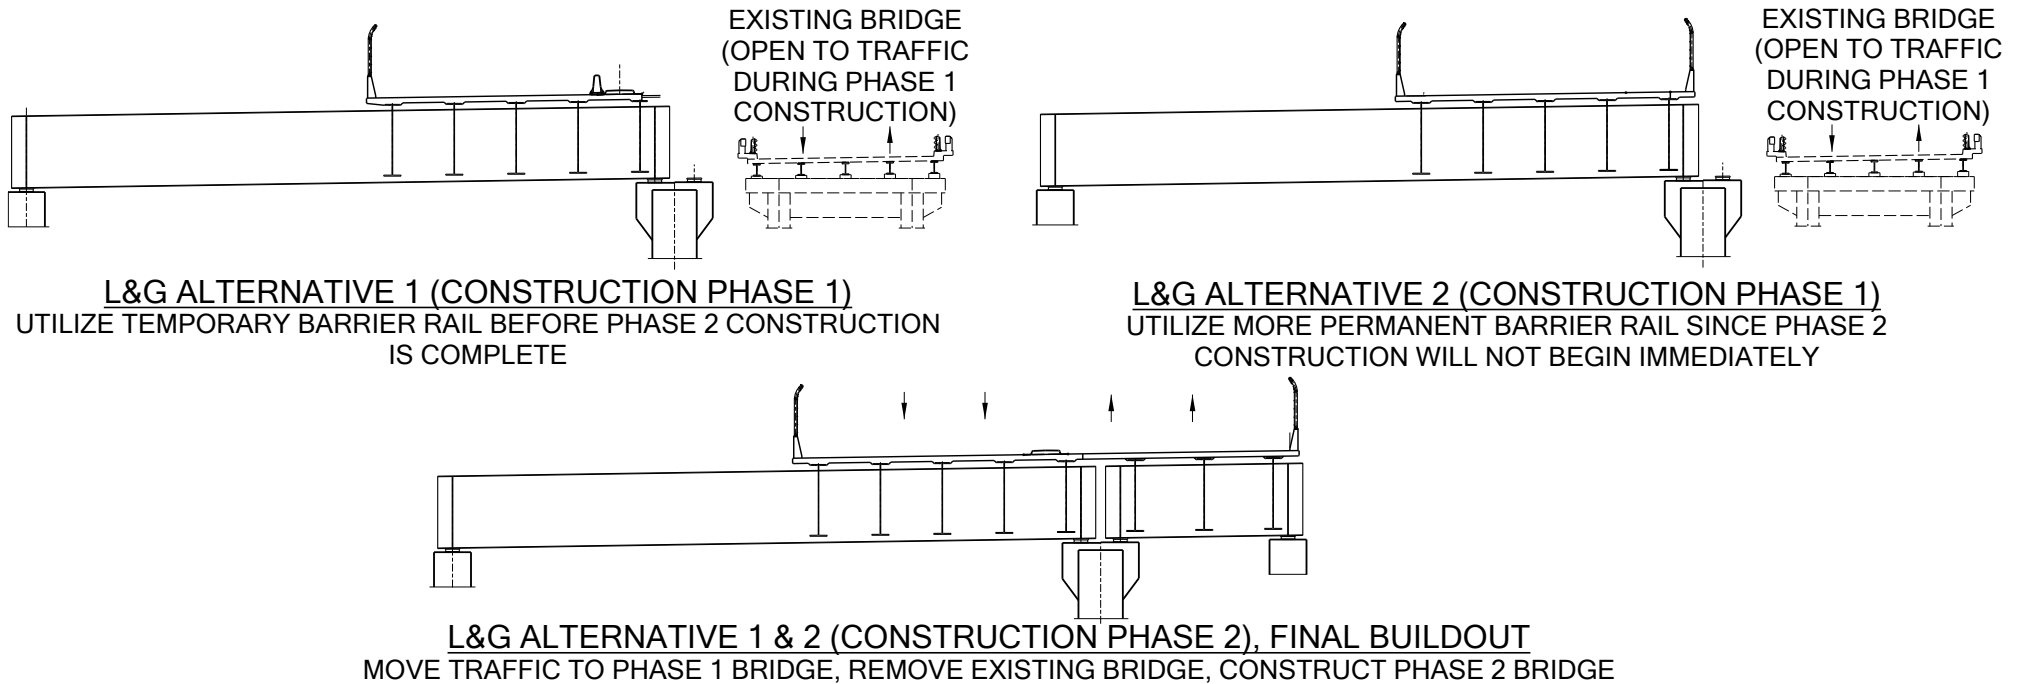 EXISTING BRIDGE
(OPEN TO TRAFFIC
DURING PHASE 1
CONSTRUCTION)
L&G ALTERNATIVE 1 (CONSTRUCTION PHASE 1)
UTILIZE TEMPORARY BARRIER RAIL BEFORE PHASE 2 CONSTRUCTION
IS COMPLETE
EXISTING BRIDGE
(OPEN TO TRAFFIC
DURING PHASE 1
CONSTRUCTION)
L&G ALTERNATIVE 2 (CONSTRUCTION PHASE 1)
UTILIZE MORE PERMANENT BARRIER RAIL SINCE PHASE 2
CONSTRUCTION WILL NOT BEGIN IMMEDIATELY
L&G ALTERNATIVE 1 & 2 (CONSTRUCTION PHASE 2), FINAL BUILDOUT
MOVE TRAFFIC TO PHASE 1 BRIDGE, REMOVE EXISTING BRIDGE, CONSTRUCT PHASE 2 BRIDGE